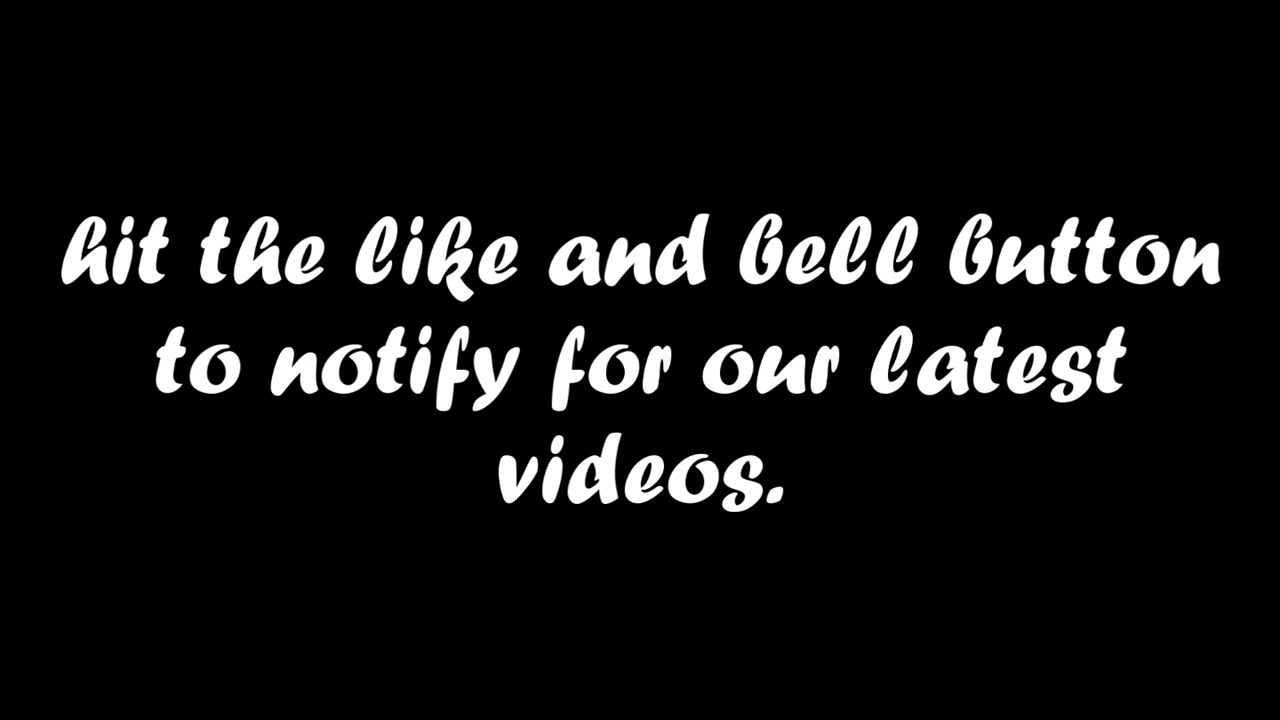 hit the like and bell button
to notify for our latest
videos.